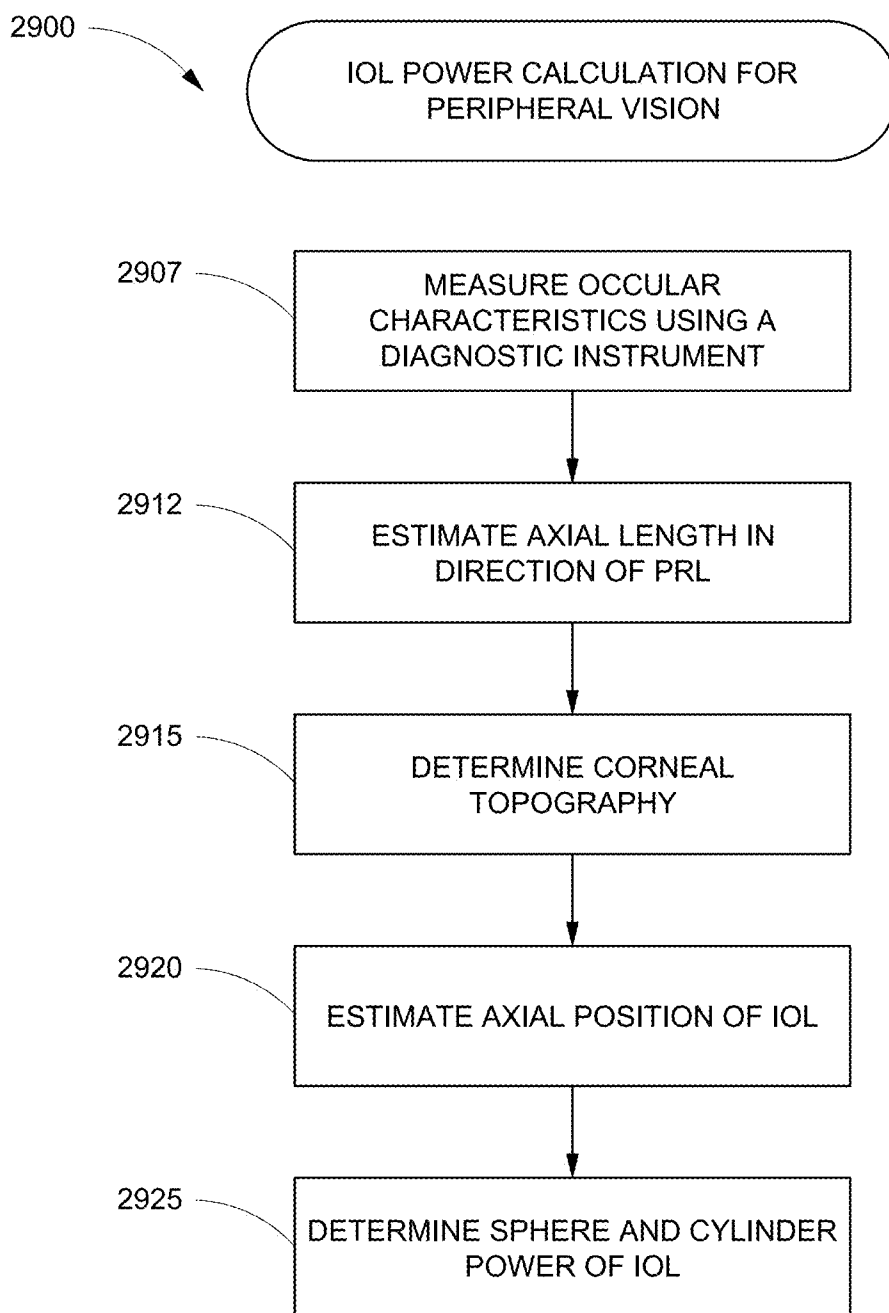 2900
IOL POWER CALCULATION FOR
PERIPHERAL VISION
2907
MEASURE OCCULAR
CHARACTERISTICS USING A
DIAGNOSTIC INSTRUMENT
2912
ESTIMATE AXIAL LENGTH IN
DIRECTION OF PRL
2915
DETERMINE CORNEAL
TOPOGRAPHY
2920
ESTIMATE AXIAL POSITION OF IOL
2925
DETERMINE SPHERE AND CYLINDER
POWER OF IOL